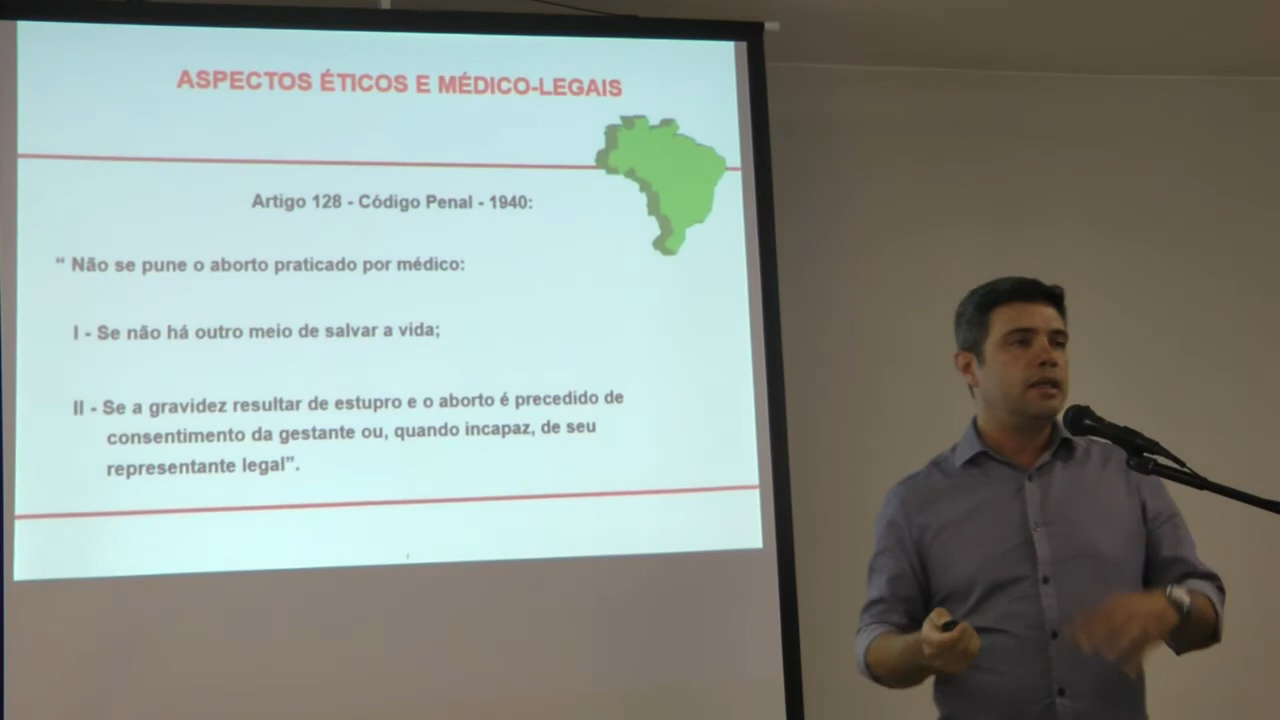 ASPECTOS ÉTICOS E MÉDICO-LEGAIS
Artigo 128 - Código Penal - 1940:
“ Não se pune o aborto praticado por médico:
I - Se não há outro meio de salvar a vida;
II - Se a gravidez resultar de estupro e o aborto é precedido de
consentimento da gestante ou, quando incapaz, de seu
representante legal”.